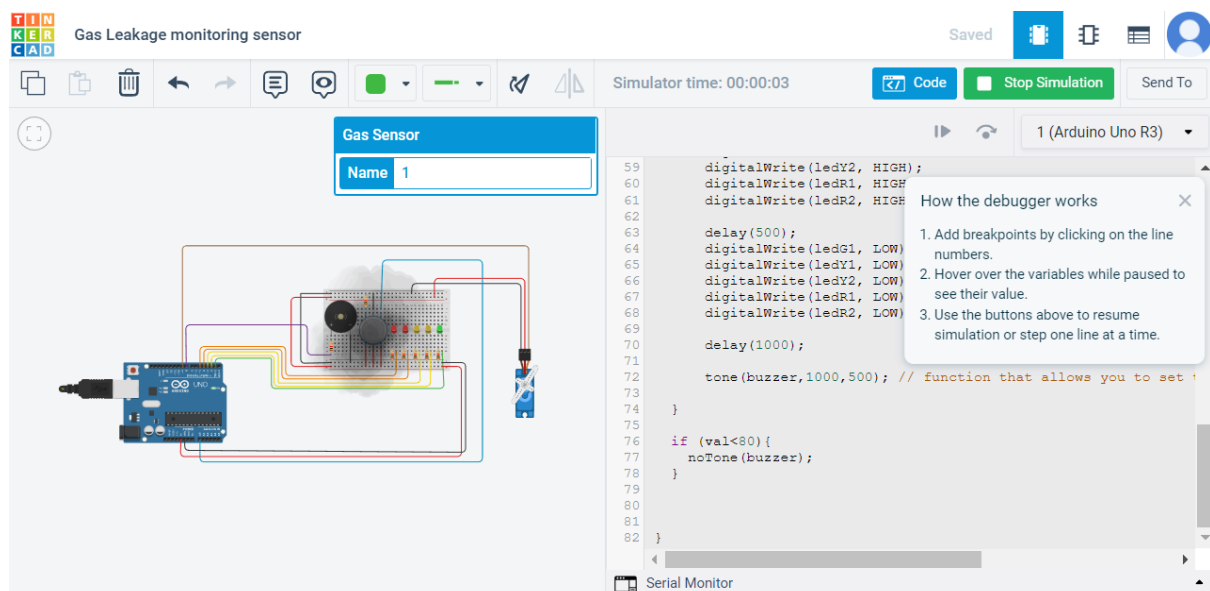 TIN
KER
CAD
Gas Leakage monitoring sensor
Saved
Simulator time: 00:00:03
Code
Stop Simulation
Send To
Gas Sensor
Name 1
1 (Arduino Uno R3)
59 digitalWrite(ledY2, HIGH);
60 digitalWrite(ledR1, HIGH
61 digitalWrite(ledR2, HIGH
62
63 delay(500);
64 digitalWrite(ledG1, LOW)
65 digitalWrite(ledY1, LOW)
66 digitalWrite(ledY2, LOW)
67 digitalWrite(ledR1, LOW)
68 digitalWrite(ledR2, LOW)
69
70 delay(1000);
71
72 tone(buzzer,1000,500); // function that allows you to set
73
74 }
75
76 if (val<80){
77 noTone(buzzer);
78 }
79
80
81
82 }
How the debugger works
1. Add breakpoints by clicking on the line
numbers.
2. Hover over the variables while paused to
see their value.
3. Use the buttons above to resume
simulation or step one line at a time.
UNO
Serial Monitor